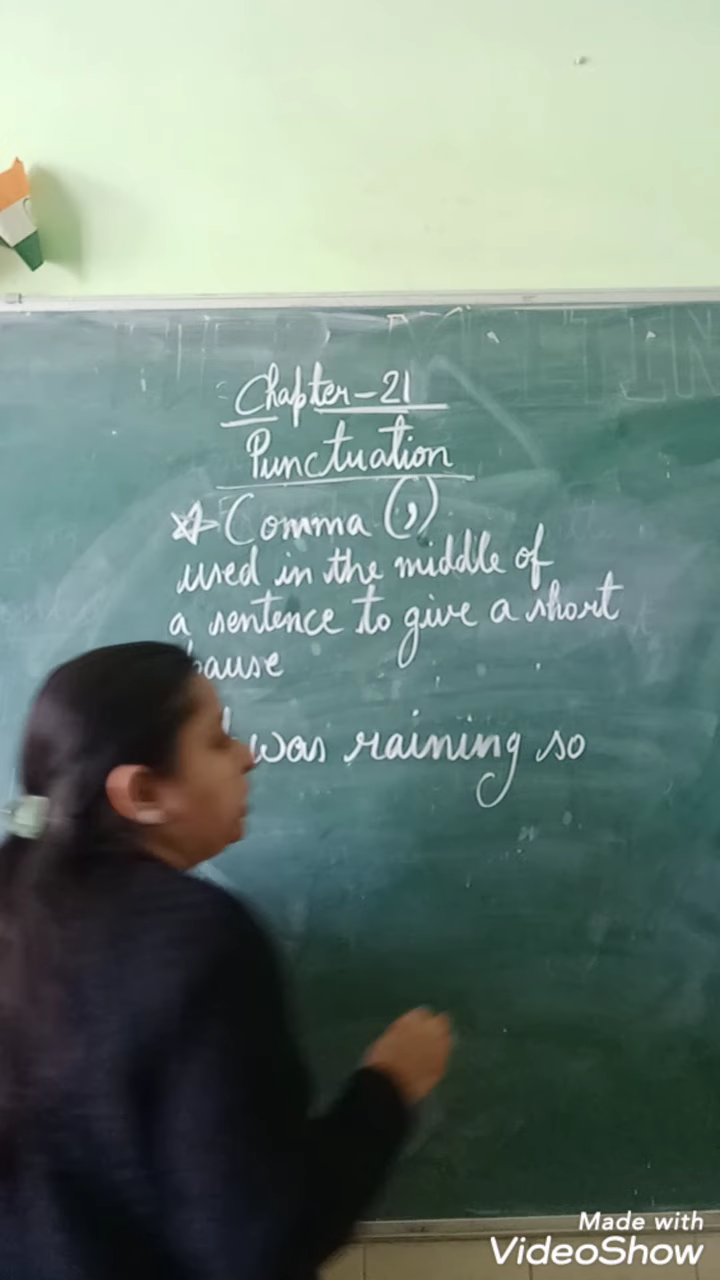 Chapter-21
Punctuation
Comma (,)
used in the middle of
a sentence to give a short
pause
was raining so
Made with
VideoShow